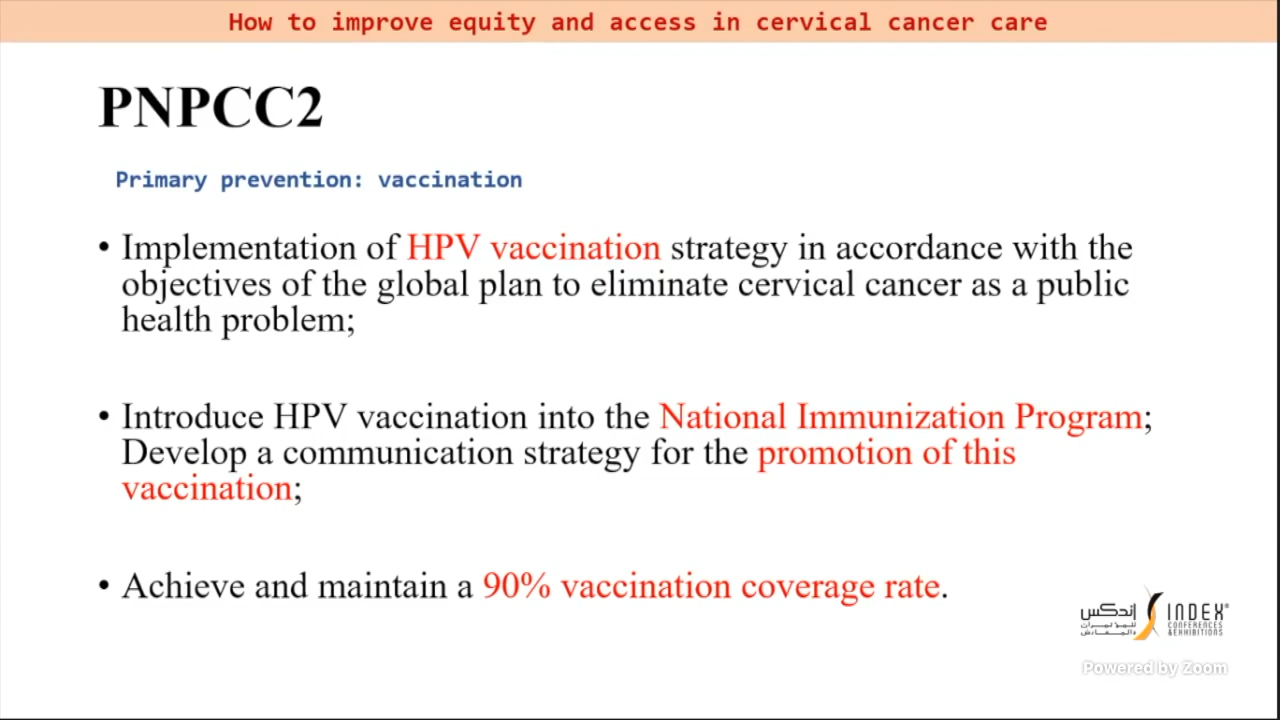 How to improve equity and access in cervical cancer care
PNPCC2
Primary prevention: vaccination
• Implementation of HPV vaccination strategy in accordance with the
objectives of the global plan to eliminate cervical cancer as a public
health problem;
• Introduce HPV vaccination into the National Immunization Program;
Develop a communication strategy for the promotion of this
vaccination;
• Achieve and maintain a 90% vaccination coverage rate.
إندكس
للمؤتمرات
والمعارض
INDEX®
CONFERENCES
&EXHIBITIONS
Powered by Zoom